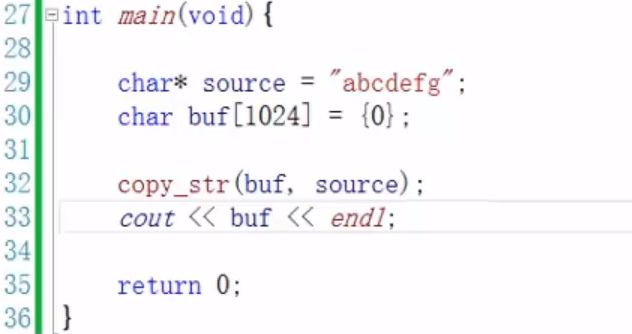 27 int main(void){
28
29     char* source = "abcdefg";
30     char buf[1024] = {0};
31
32     copy_str(buf, source);
33     cout << buf << endl;
34
35     return 0;
36 }